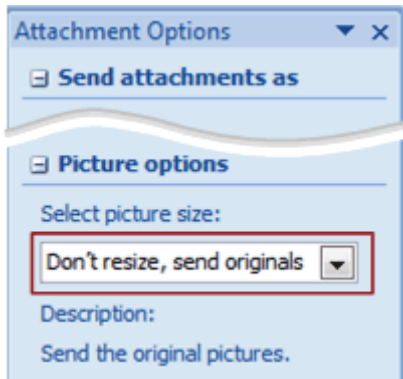 Attachment Options
Send attachments as
Picture options
Select picture size:
Don't resize, send originals
Description:
Send the original pictures.